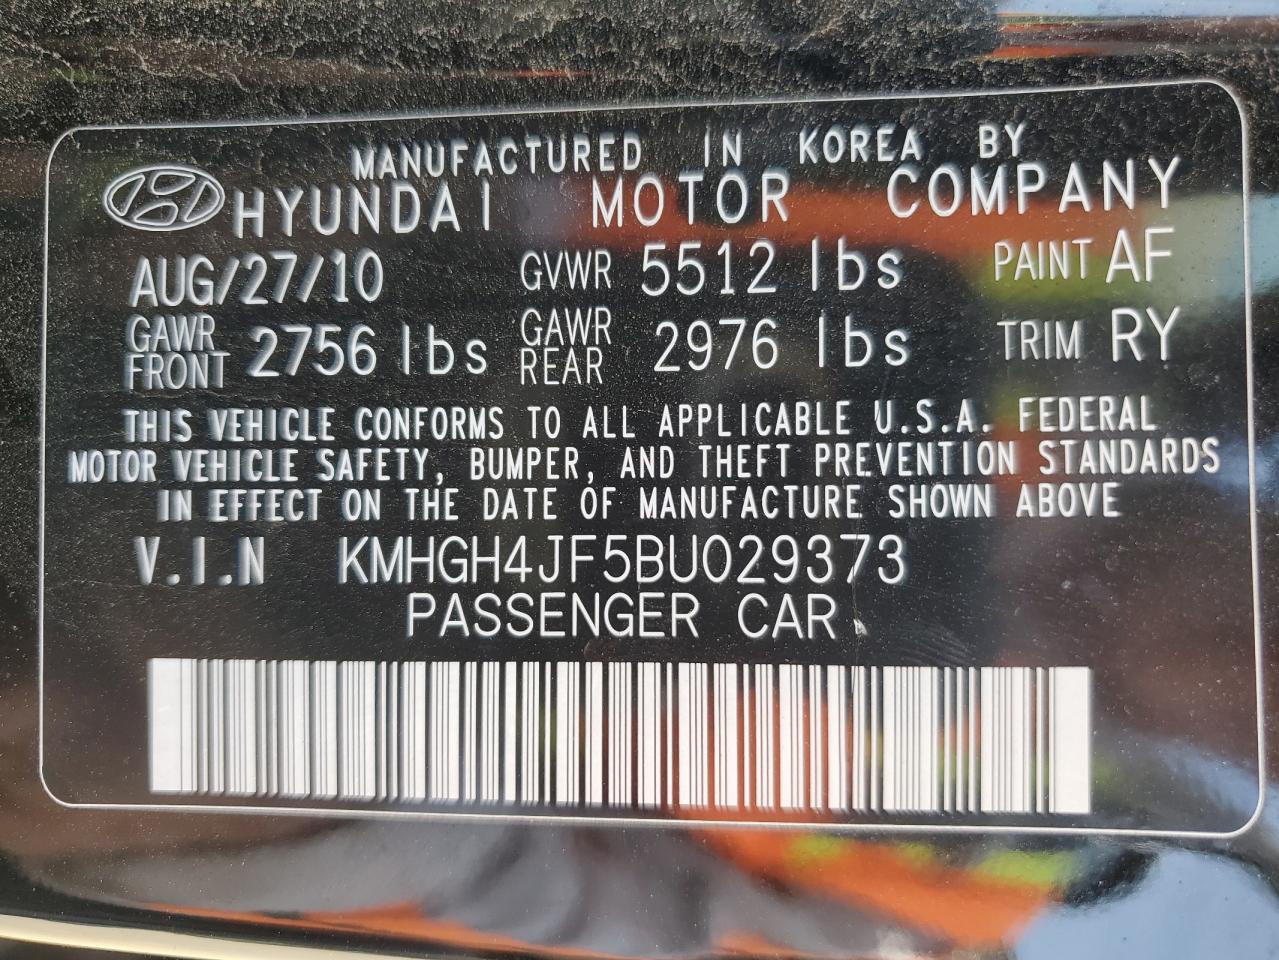 MANUFACTURED IN KOREA BY
HYUNDAI MOTOR COMPANY
AUG/27/10 GVWR 5512 lbs PAINT AF
GAWR FRONT 2756 lbs GAWR REAR 2976 lbs TRIM RY
THIS VEHICLE CONFORMS TO ALL APPLICABLE U.S.A. FEDERAL
MOTOR VEHICLE SAFETY, BUMPER, AND THEFT PREVENTION STANDARDS
IN EFFECT ON THE DATE OF MANUFACTURE SHOWN ABOVE
V.I.N KMHGH4JF5BU029373
PASSENGER CAR